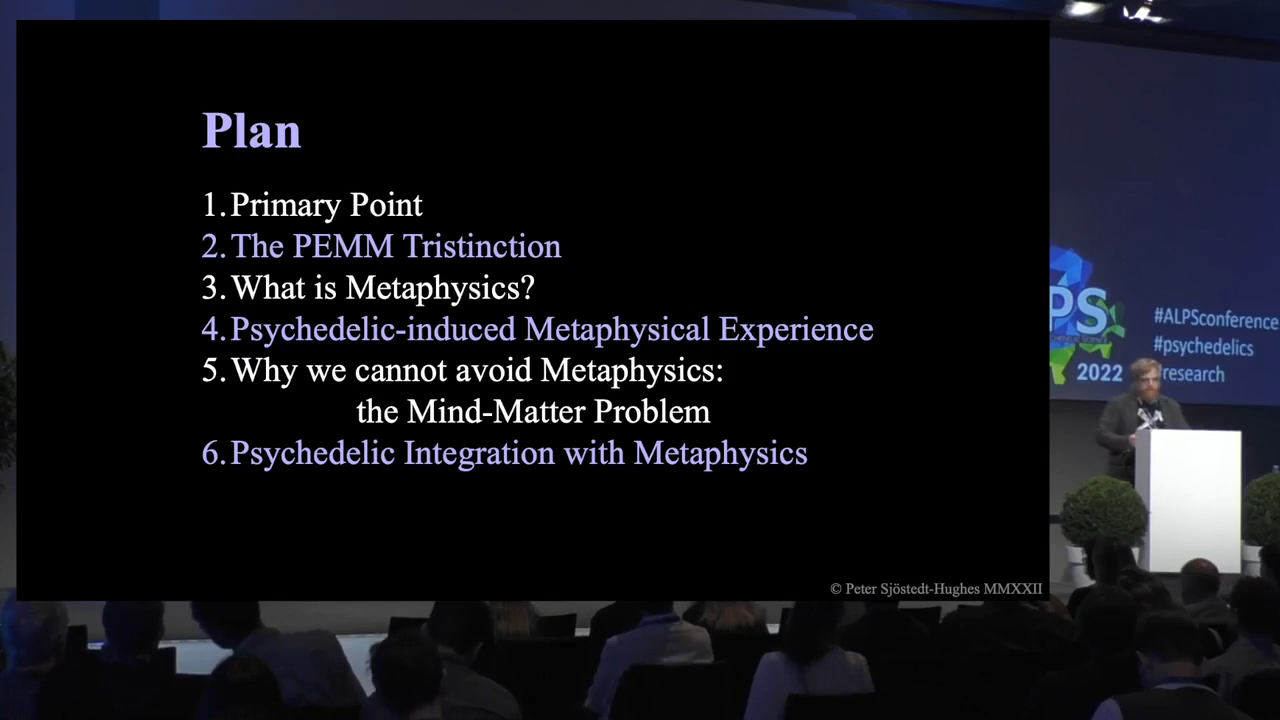 Plan
1. Primary Point
2. The PEMM Tristinction
3. What is Metaphysics?
4. Psychedelic-induced Metaphysical Experience
5. Why we cannot avoid Metaphysics:
the Mind-Matter Problem
6. Psychedelic Integration with Metaphysics
© Peter Sjöstedt-Hughes MMXXII
PS
2022
#ALPSconference
#psychedelics
research